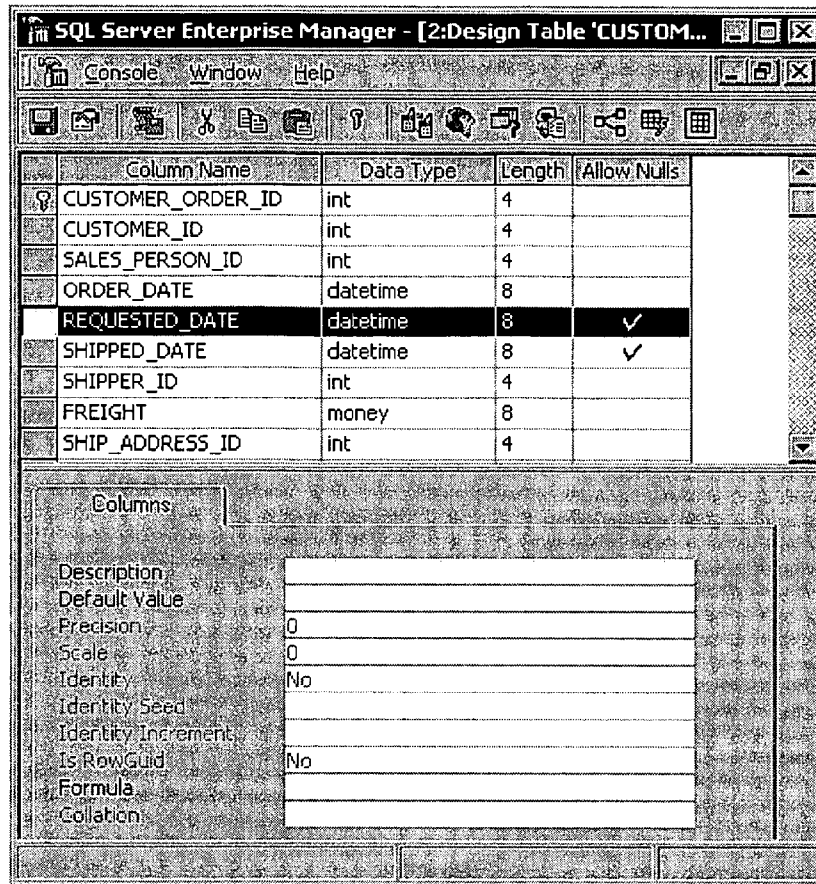 SQL Server Enterprise Manager - [2:Design Table 'CUSTOM...
Console Window Help
Column Name Data Type Length Allow Nulls
CUSTOMER_ORDER_ID int 4
CUSTOMER_ID int 4
SALES_PERSON_ID int 4
ORDER_DATE datetime 8
REQUESTED_DATE datetime 8
SHIPPED_DATE datetime 8
SHIPPER_ID int 4
FREIGHT money 8
SHIP_ADDRESS_ID int 4
Columns
Description
Default Value
Precision 0
Scale 0
Identity No
Identity Seed
Identity Increment
Is RowGuid No
Formula
Collation